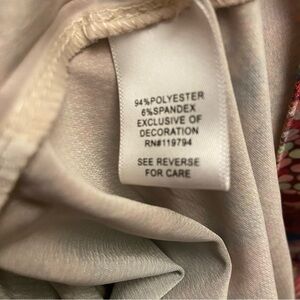 94%POLYESTER
6%SPANDEX
EXCLUSIVE OF
DECORATION
RN#119794
SEE REVERSE
FOR CARE